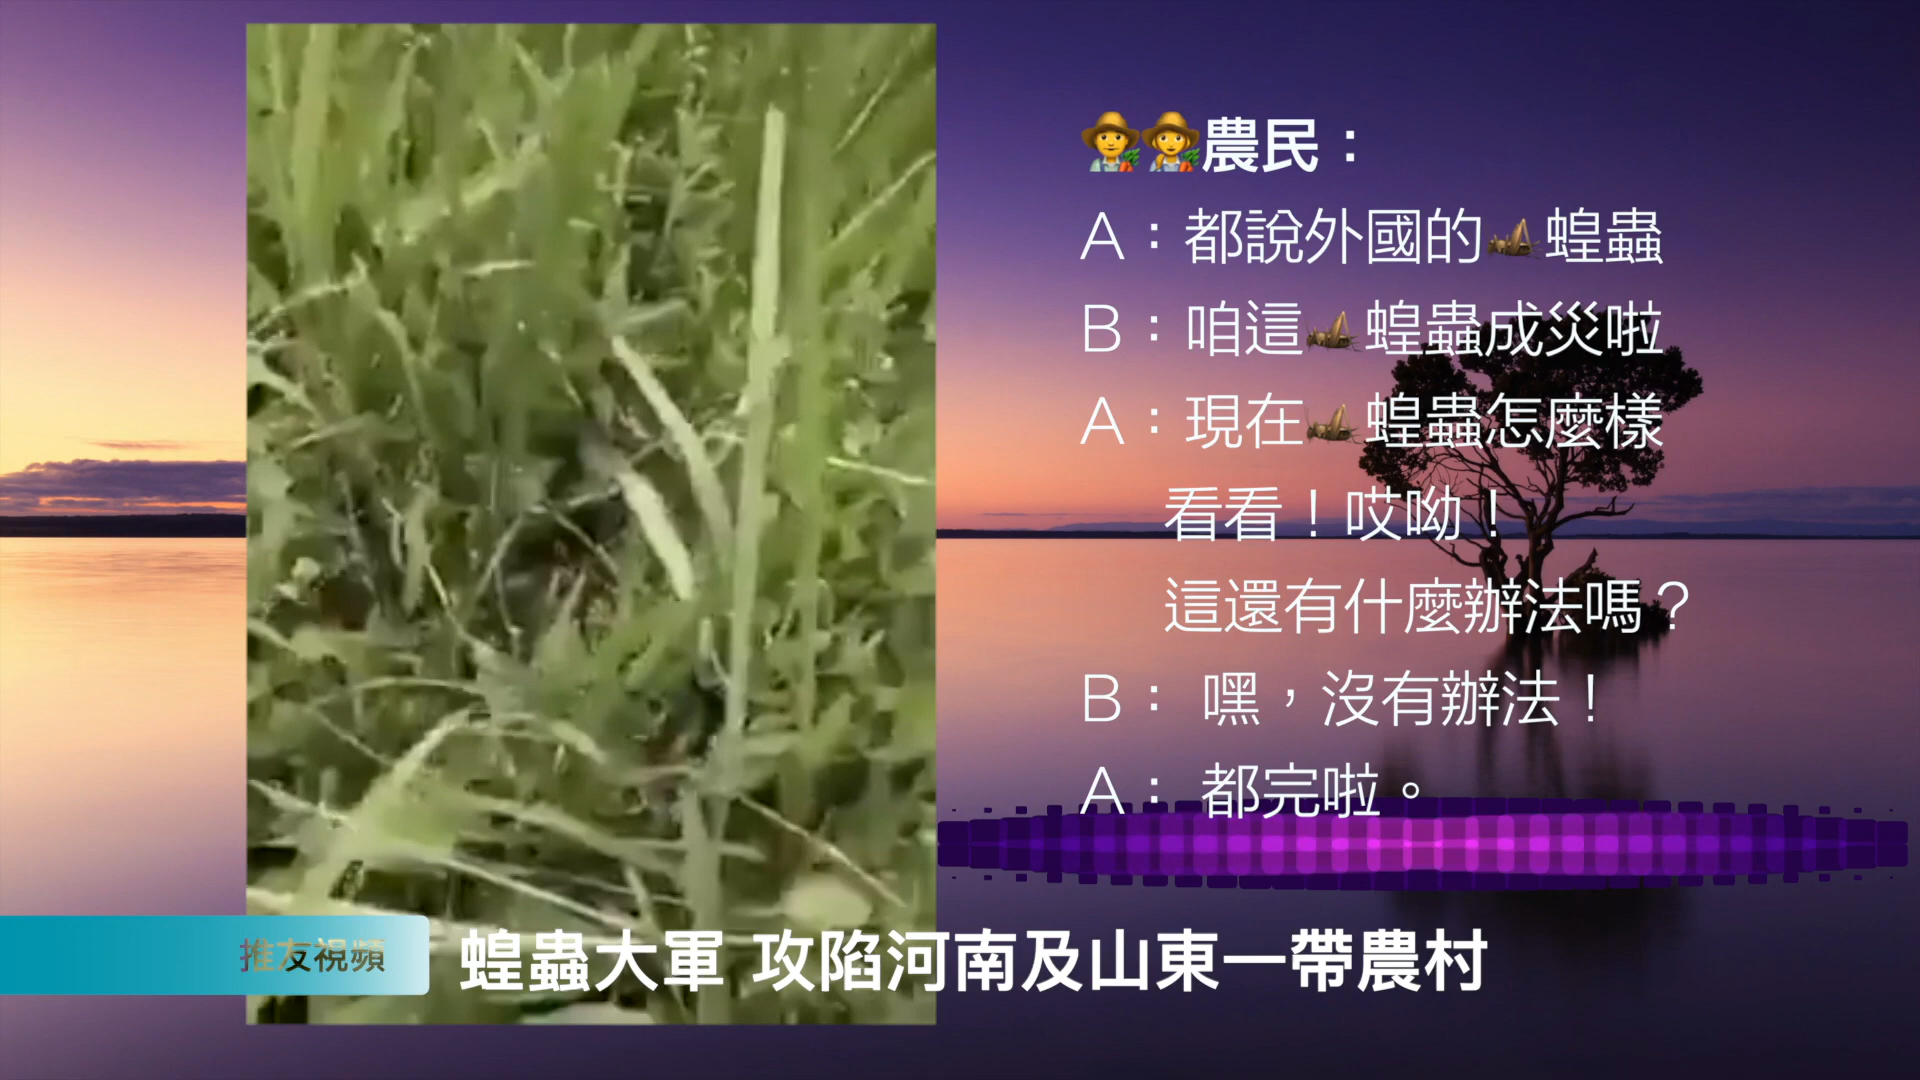 農民：
A：都說外國的蝗蟲
B：咱這蝗蟲成災啦
A：現在蝗蟲怎麼樣
看看！哎呦！
這還有什麼辦法嗎？
B： 嘿，沒有辦法！
A： 都完啦。
推友視頻
蝗蟲大軍 攻陷河南及山東一帶農村